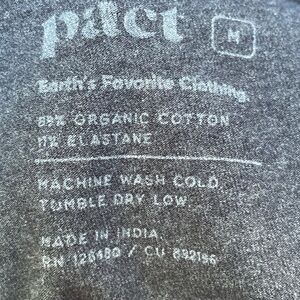 pact M
Earth's Favorite Clothing.
89% ORGANIC COTTON
11% ELASTANE
MACHINE WASH COLD,
TUMBLE DRY LOW
MADE IN INDIA
RN 126480 / CU 832196